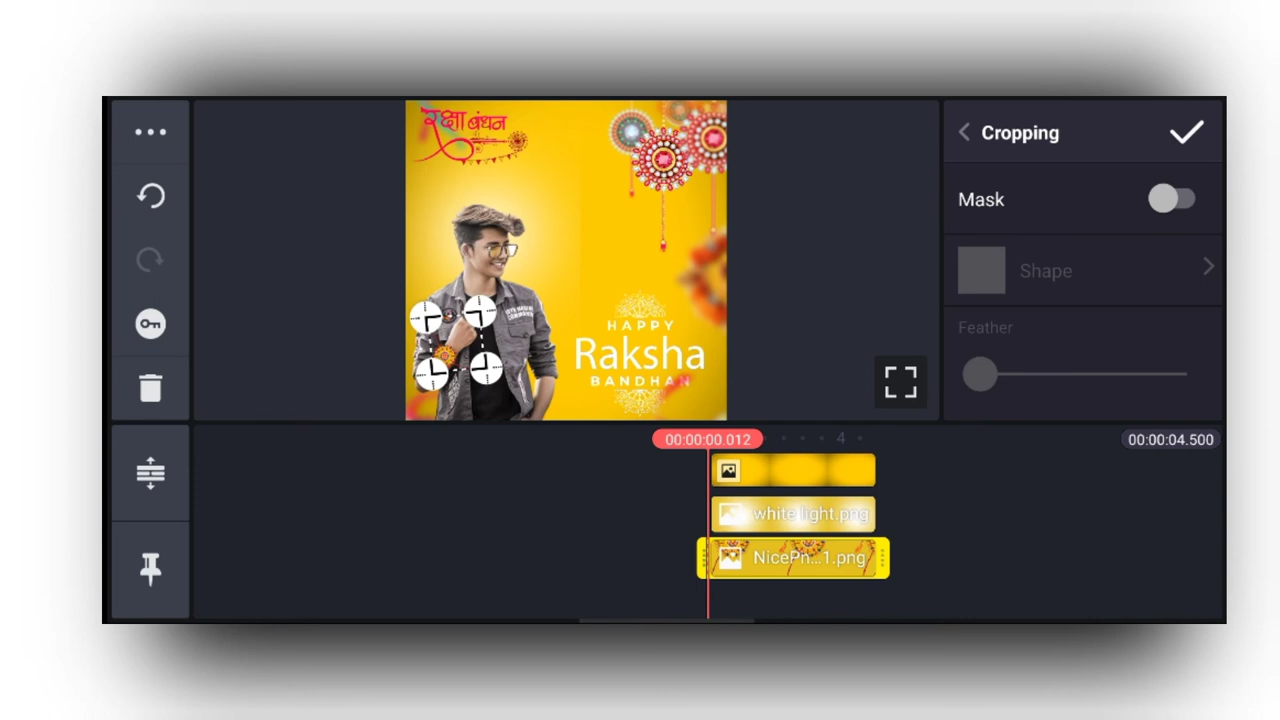 Cropping
रक्षा बंधन
Mask
Shape
Feather
HAPPY
Raksha
BANDHAN
00:00:00.012
4
00:00:04.500
white light.png
NicePn...1.png